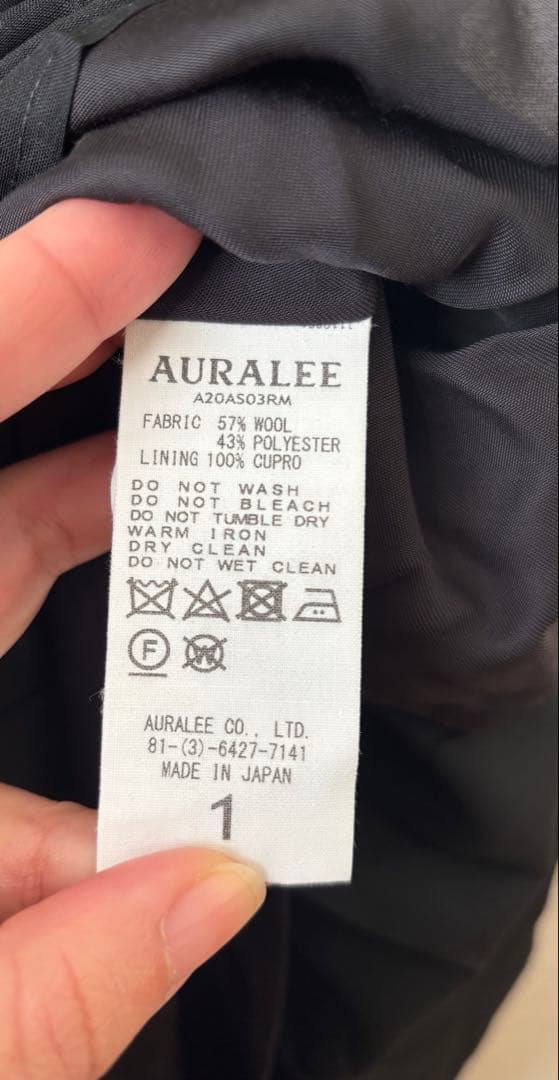 AURALEE
A20AS03RM
FABRIC 57% WOOL
43% POLYESTER
LINING 100% CUPRO
DO NOT WASH
DO NOT BLEACH
DO NOT TUMBLE DRY
WARM IRON
DRY CLEAN
DO NOT WET CLEAN
F W
AURALEE CO., LTD.
81-(3)-6427-7141
MADE IN JAPAN
1